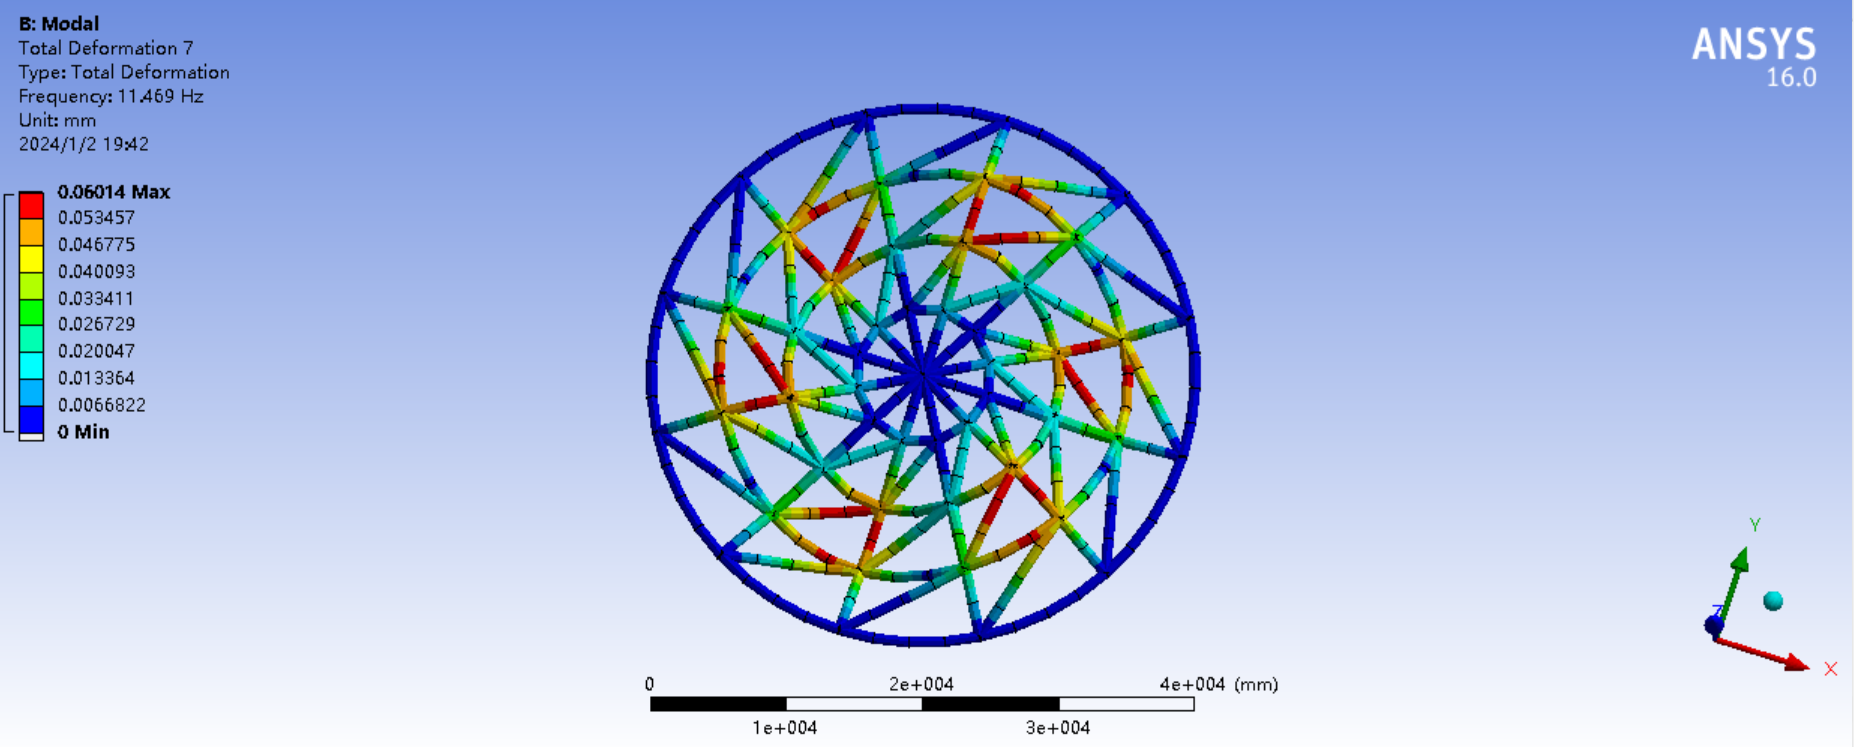 B: Modal
Total Deformation 7
Type: Total Deformation
Frequency: 11.469 Hz
Unit: mm
2024/1/2 19:42
0.06014 Max
0.053457
0.046775
0.040093
0.033411
0.026729
0.020047
0.013364
0.0066822
0 Min
ANSYS
16.0
0
2e+004
4e+004 (mm)
1e+004
3e+004
Y
Z
X